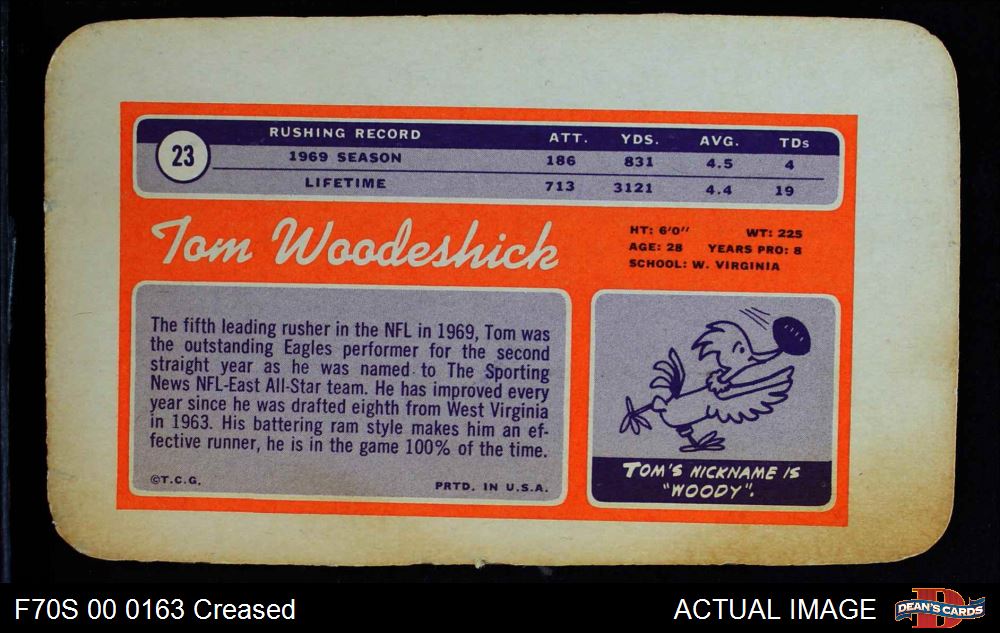 23
RUSHING RECORD ATT. YDS. AVG. TDs
1969 SEASON 186 831 4.5 4
LIFETIME 713 3121 4.4 19
Tom Woodeshick
HT: 6'0" WT: 225
AGE: 28 YEARS PRO: 8
SCHOOL: W. VIRGINIA
The fifth leading rusher in the NFL in 1969, Tom was
the outstanding Eagles performer for the second
straight year as he was named to The Sporting
News NFL-East All-Star team. He has improved every
year since he was drafted eighth from West Virginia
in 1963. His battering ram style makes him an ef-
fective runner, he is in the game 100% of the time.
©T.C.G. PRTD. IN U.S.A.
TOM'S NICKNAME IS
"WOODY".
F70S 00 0163 Creased ACTUAL IMAGE
D
DEAN'S CARDS